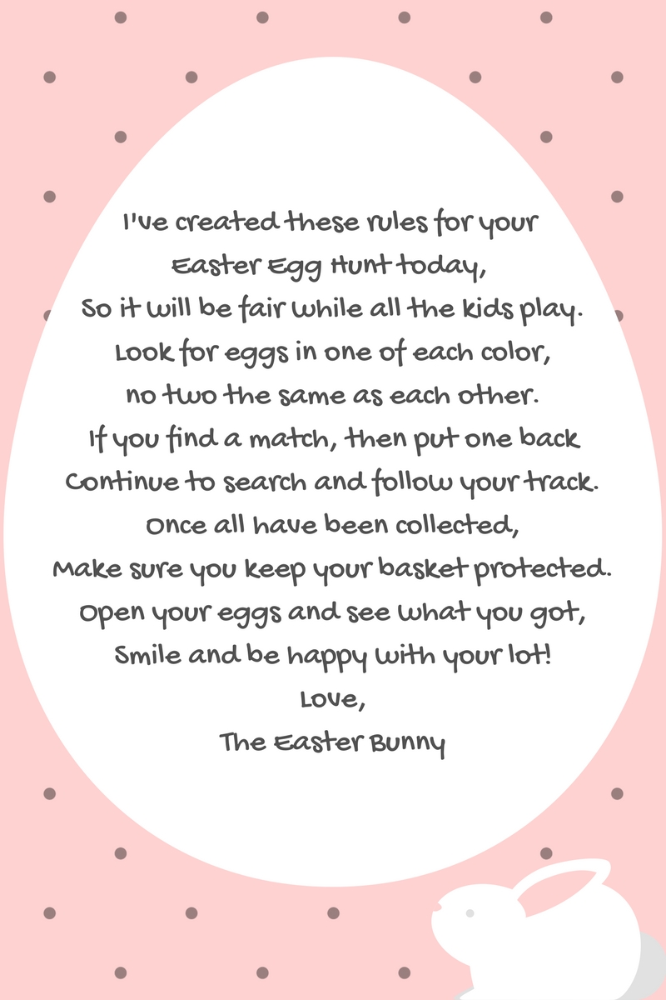 I've created these rules for your
Easter Egg Hunt today,
So it will be fair while all the kids play.
Look for eggs in one of each color,
no two the same as each other.
If you find a match, then put one back
Continue to search and follow your track.
Once all have been collected,
Make sure you keep your basket protected.
Open your eggs and see what you got,
Smile and be happy with your lot!
Love,
The Easter Bunny